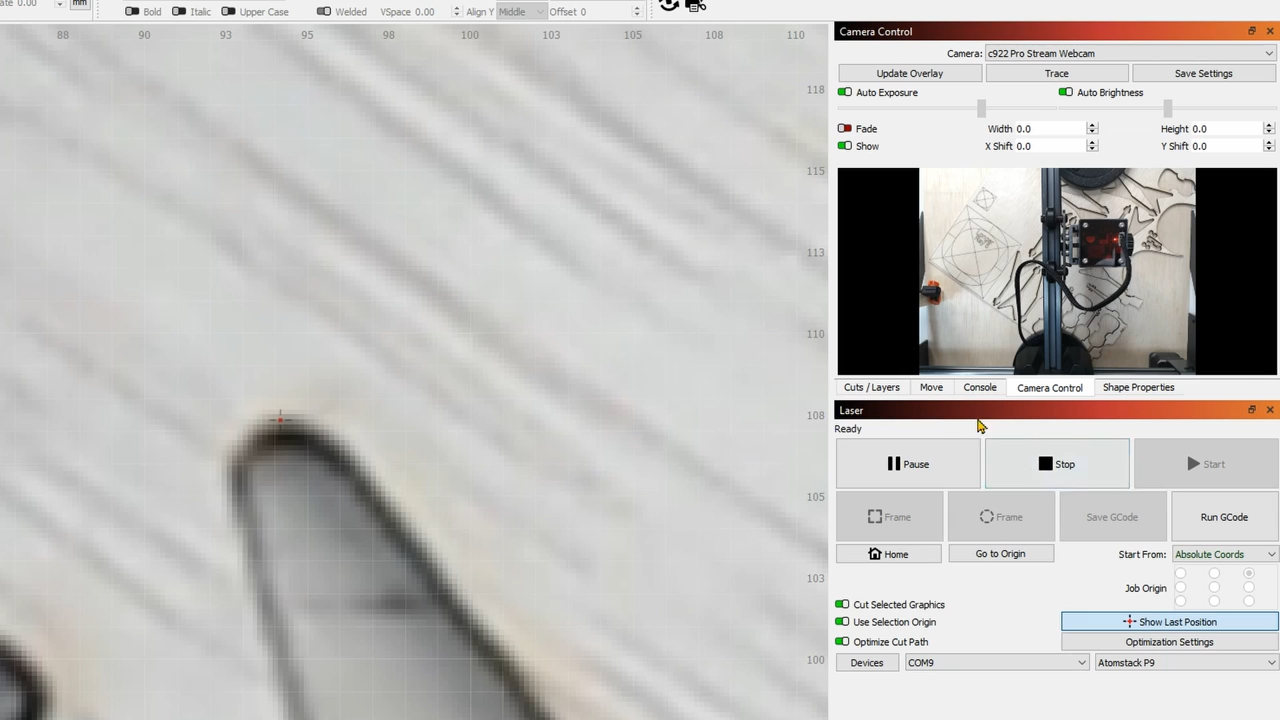 ate 0.00 mm Bold Italic Upper Case Welded VSpace 0.00 Align Y Middle Offset 0
88 90 93 95 98 100 103 105 108 110
118
115
113
110
108
105
103
100
Camera Control
Camera: c922 Pro Stream Webcam
Update Overlay Trace Save Settings
Auto Exposure Auto Brightness
Fade Width 0.0 Height 0.0
Show X Shift 0.0 Y Shift 0.0
Cuts / Layers Move Console Camera Control Shape Properties
Laser
Ready
Pause Stop Start
Frame Frame Save GCode Run GCode
Home Go to Origin Start From: Absolute Coords
Job Origin
Cut Selected Graphics
Use Selection Origin Show Last Position
Optimize Cut Path Optimization Settings
Devices COM9 Atomstack P9